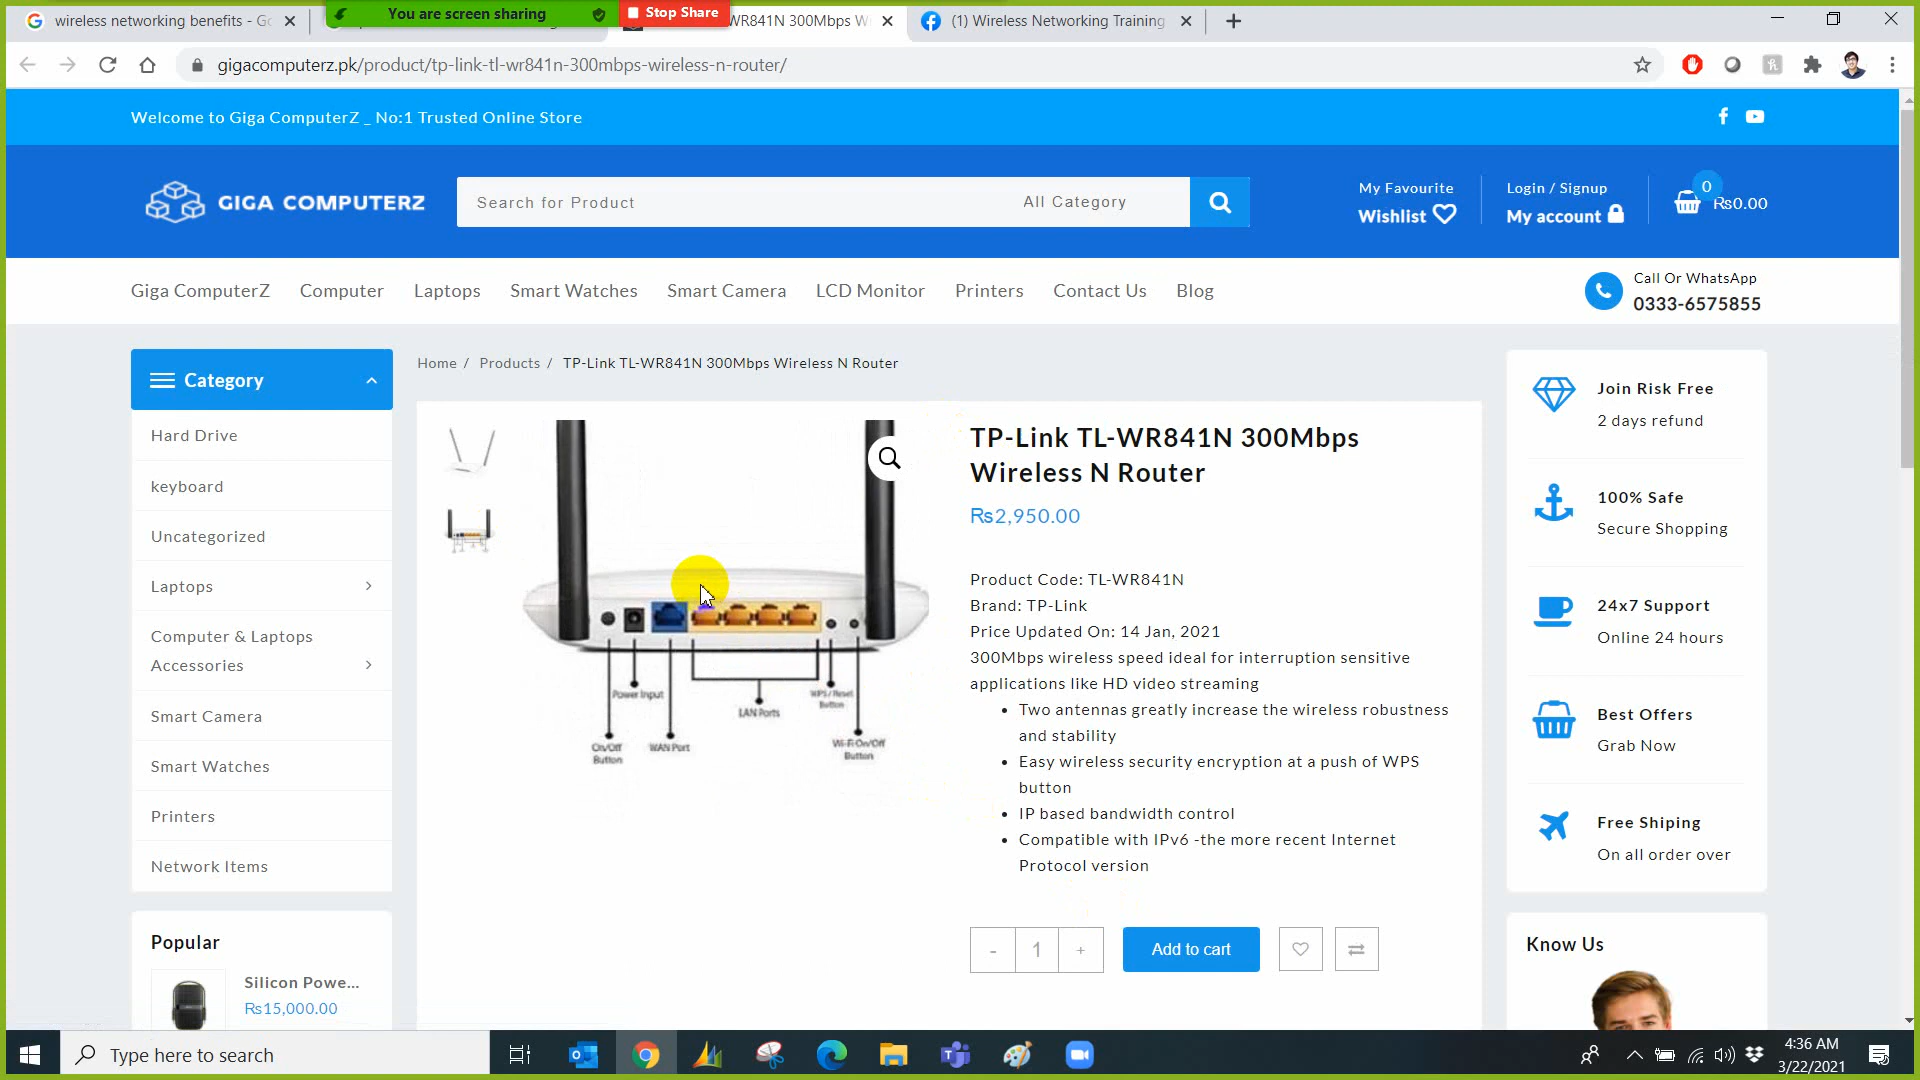 wireless networking benefits - Go
You are screen sharing
Stop Share
WR841N 300Mbps W
(1) Wireless Networking Training
gigacomputerz.pk/product/tp-link-tl-wr841n-300mbps-wireless-n-router/
Welcome to Giga ComputerZ _ No:1 Trusted Online Store
GIGA COMPUTERZ
Search for Product
All Category
My Favourite
Wishlist
Login / Signup
My account
0
₨0.00
Giga ComputerZ
Computer
Laptops
Smart Watches
Smart Camera
LCD Monitor
Printers
Contact Us
Blog
Call Or WhatsApp
0333-6575855
Category
Hard Drive
keyboard
Uncategorized
Laptops
Computer & Laptops
Accessories
Smart Camera
Smart Watches
Printers
Network Items
Popular
Silicon Powe...
₨15,000.00
Home / Products / TP-Link TL-WR841N 300Mbps Wireless N Router
Power Input
LAN Ports
WPS / Reset
Button
On/Off
Button
WAN Port
Wi-Fi On/Off
Button
TP-Link TL-WR841N 300Mbps
Wireless N Router
₨2,950.00
Product Code: TL-WR841N
Brand: TP-Link
Price Updated On: 14 Jan, 2021
300Mbps wireless speed ideal for interruption sensitive
applications like HD video streaming
• Two antennas greatly increase the wireless robustness
and stability
• Easy wireless security encryption at a push of WPS
button
• IP based bandwidth control
• Compatible with IPv6 -the more recent Internet
Protocol version
- 1 +
Add to cart
Join Risk Free
2 days refund
100% Safe
Secure Shopping
24x7 Support
Online 24 hours
Best Offers
Grab Now
Free Shiping
On all order over
Know Us
Type here to search
4:36 AM
3/22/2021